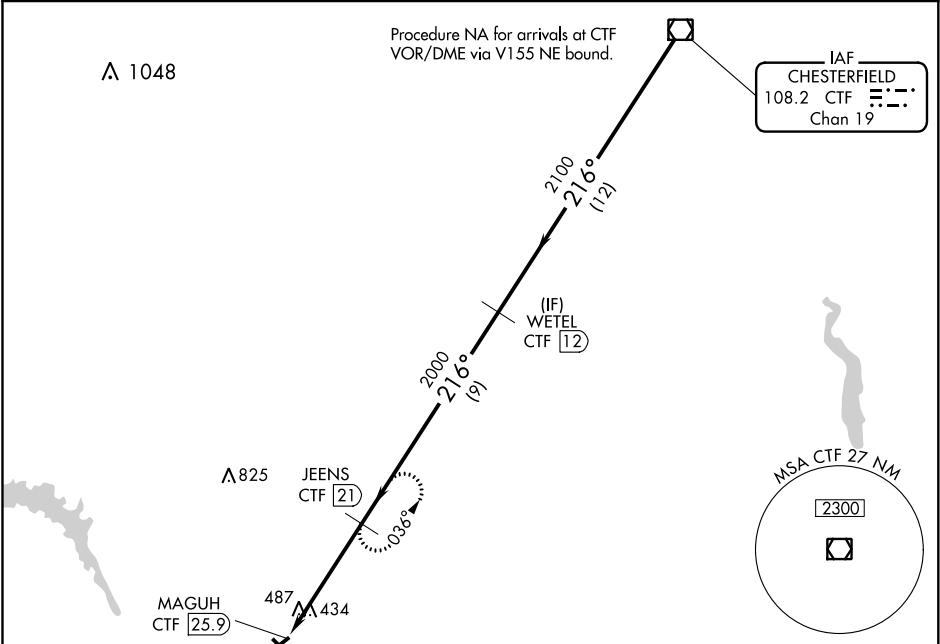 Procedure NA for arrivals at CTF
VOR/DME via V155 NE bound.
1048
IAF
CHESTERFIELD
108.2 CTF
Chan 19
2100
216°
(12)
(IF)
WETEL
CTF 12
2000
216°
(9)
825
JEENS
CTF 21
036°
MSA CTF 27 NM
2300
487
434
MAGUH
CTF 25.9